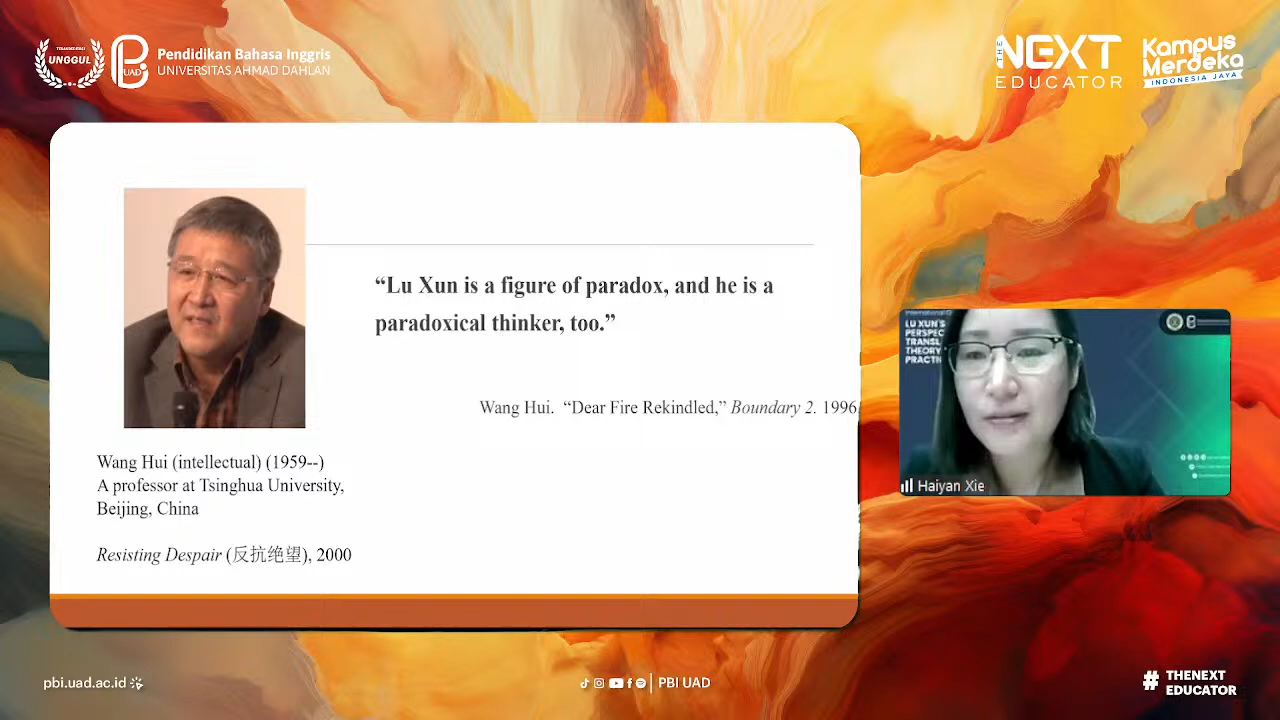 UNGGUL
PBI
UAD
Pendidikan Bahasa Inggris
UNIVERSITAS AHMAD DAHLAN
THE NEXT
EDUCATOR
Kampus
Merdeka
INDONESIA JAYA
“Lu Xun is a figure of paradox, and he is a
paradoxical thinker, too.”
Wang Hui. “Dear Fire Rekindled,” Boundary 2. 1996
Wang Hui (intellectual) (1959--)
A professor at Tsinghua University,
Beijing, China
Resisting Despair (反抗绝望), 2000
LU XUN'S
PERSPEC
TRANSL
THEORY
PRACTI
Haiyan Xie
pbi.uad.ac.id
PBI UAD
# THENEXT
EDUCATOR